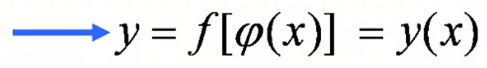 y = f[φ(x)] = y(x)